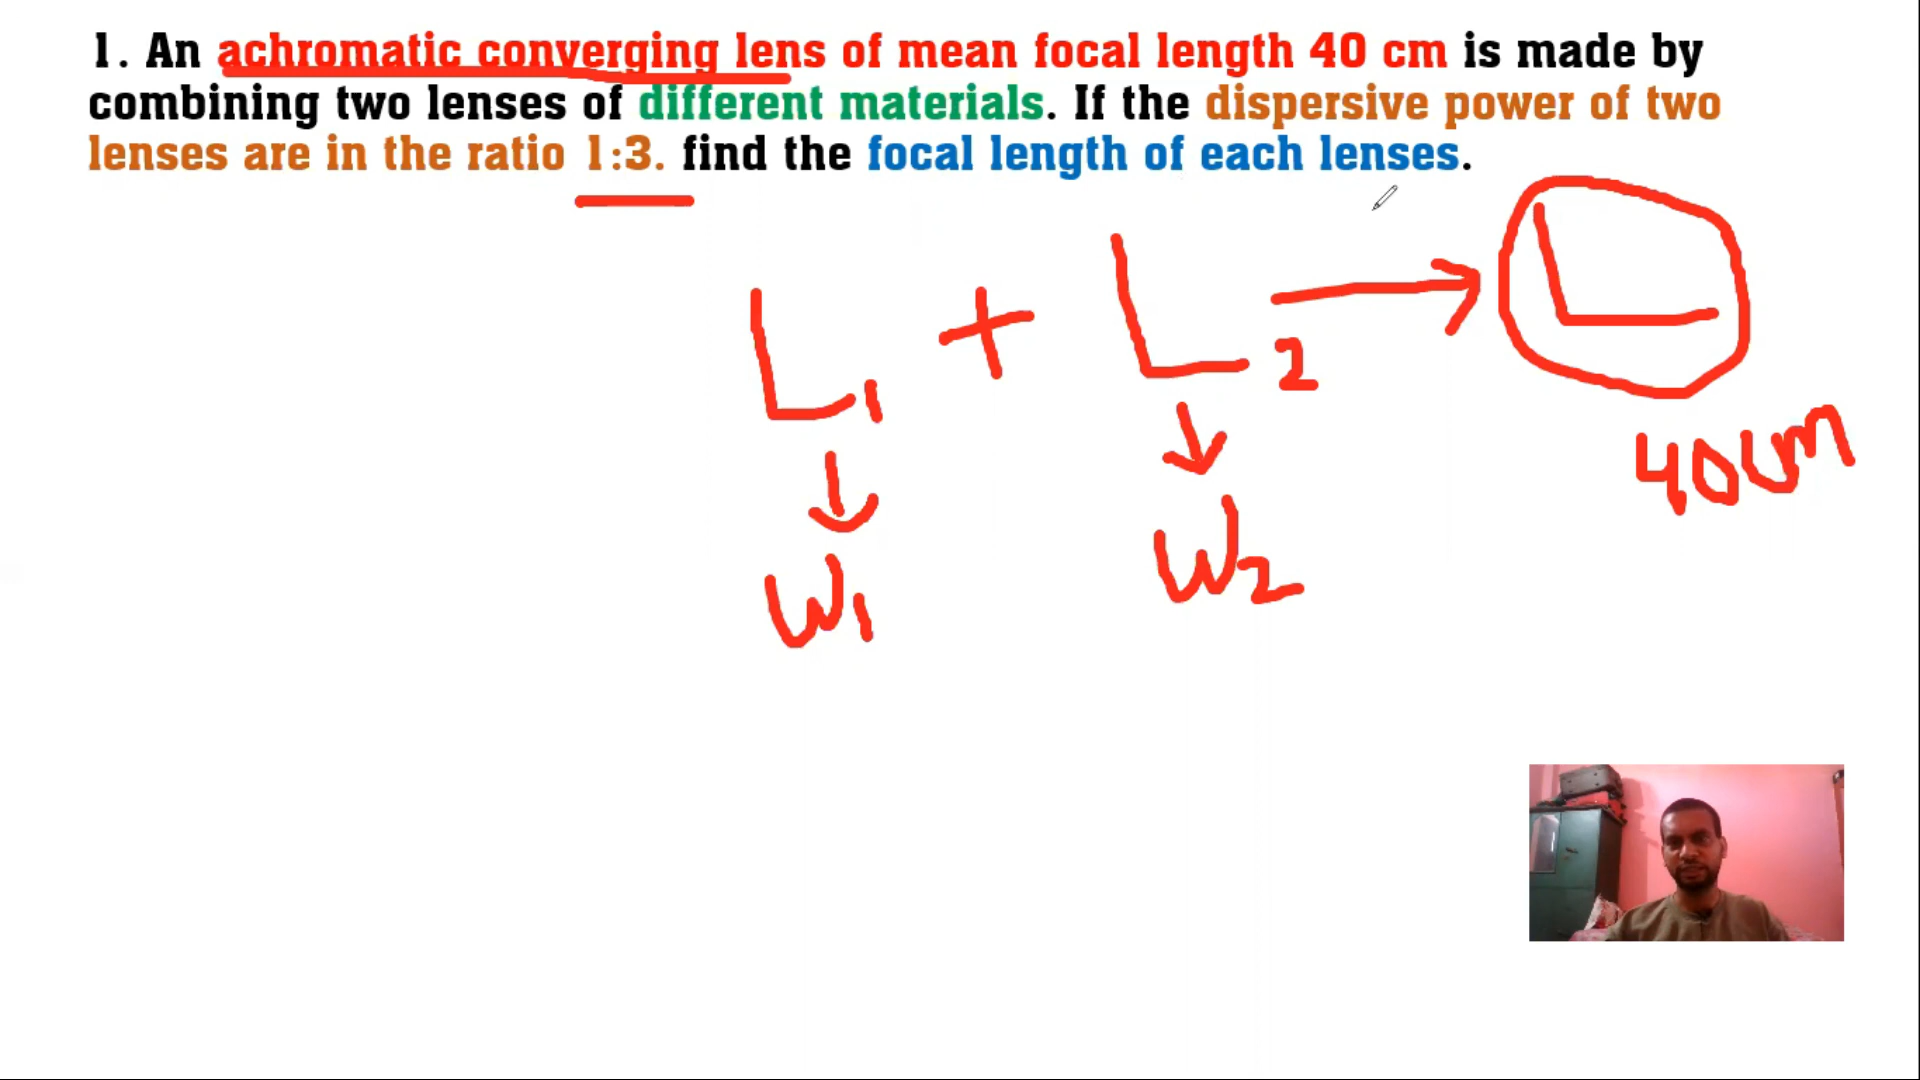 1. An achromatic converging lens of mean focal length 40 cm is made by
combining two lenses of different materials. If the dispersive power of two
lenses are in the ratio 1:3. find the focal length of each lenses.
L1 + L2 → L
40cm
W1 W2